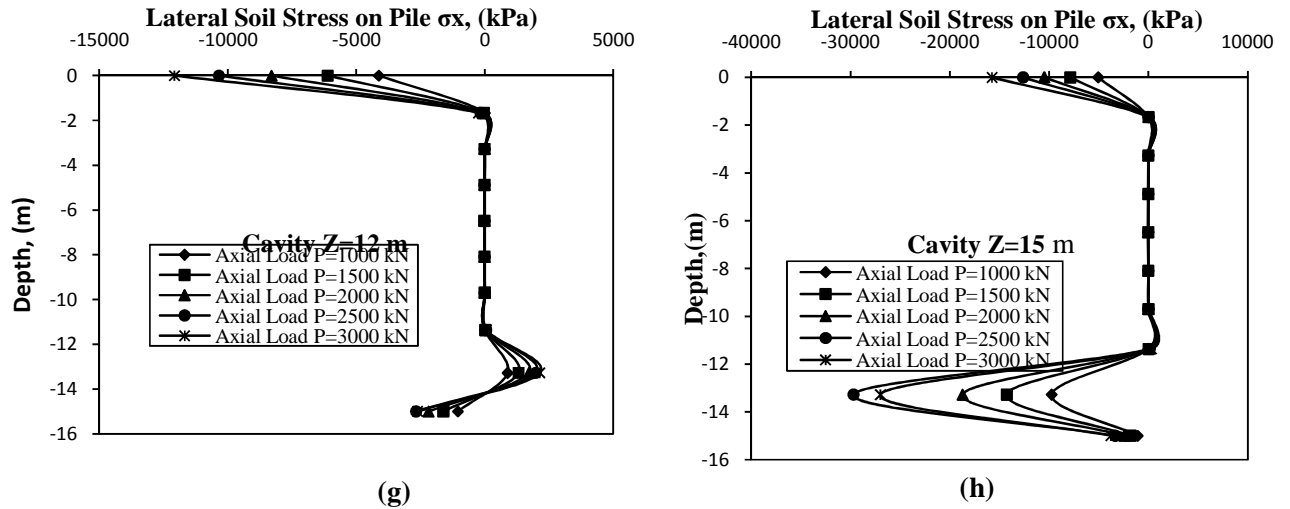 Lateral Soil Stress on Pile σx, (kPa)
-15000 -10000 -5000 0 5000
0
-2
-4
-6
-8
-10
-12
-14
-16
Depth, (m)
Cavity Z=12 m
Axial Load P=1000 kN
Axial Load P=1500 kN
Axial Load P=2000 kN
Axial Load P=2500 kN
Axial Load P=3000 kN
(g)
Lateral Soil Stress on Pile σx, (kPa)
-40000 -30000 -20000 -10000 0 10000
0
-2
-4
-6
-8
-10
-12
-14
-16
Depth,(m)
Cavity Z=15 m
Axial Load P=1000 kN
Axial Load P=1500 kN
Axial Load P=2000 kN
Axial Load P=2500 kN
Axial Load P=3000 kN
(h)